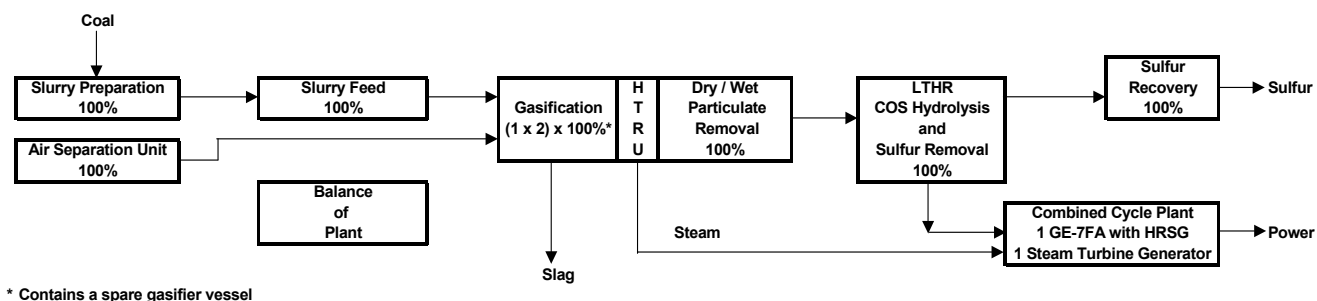 Coal
Slurry Preparation
100%
Slurry Feed
100%
Air Separation Unit
100%
Balance
of
Plant
Gasification
(1 x 2) x 100%*
H
T
R
U
Dry / Wet
Particulate
Removal
100%
LTHR
COS Hydrolysis
and
Sulfur Removal
100%
Sulfur
Recovery
100%
Sulfur
Steam
Combined Cycle Plant
1 GE-7FA with HRSG
1 Steam Turbine Generator
Power
Slag
* Contains a spare gasifier vessel